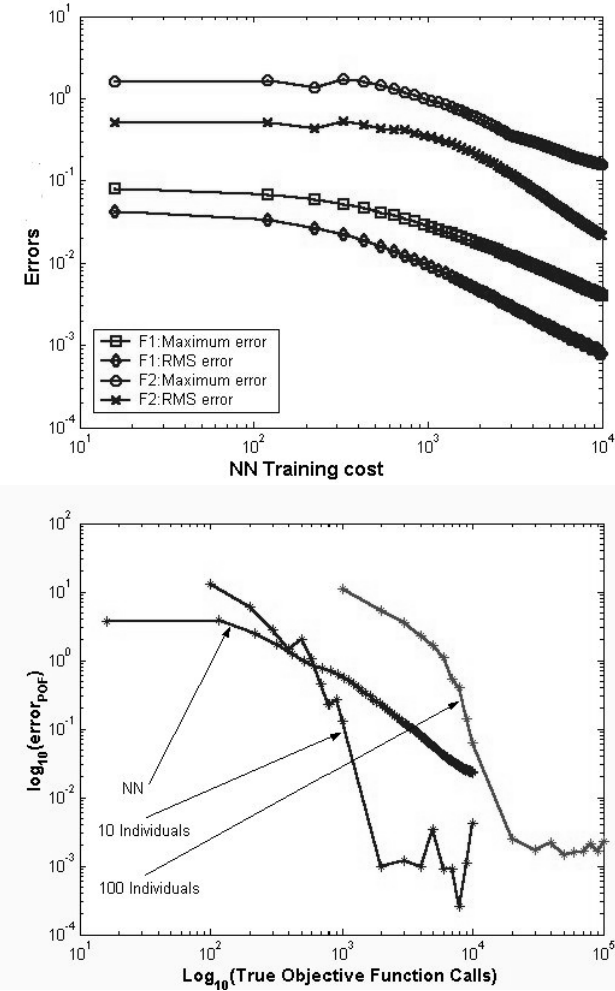 10^1
10^0
10^-1
10^-2
10^-3
10^-4
Errors
F1:Maximum error
F1:RMS error
F2:Maximum error
F2:RMS error
10^1
10^2
10^3
10^4
NN Training cost
10^2
10^1
10^0
10^-1
10^-2
10^-3
10^-4
log10(errorPOF)
NN
10 Individuals
100 Individuals
10^1
10^2
10^3
10^4
10^5
Log10(True Objective Function Calls)